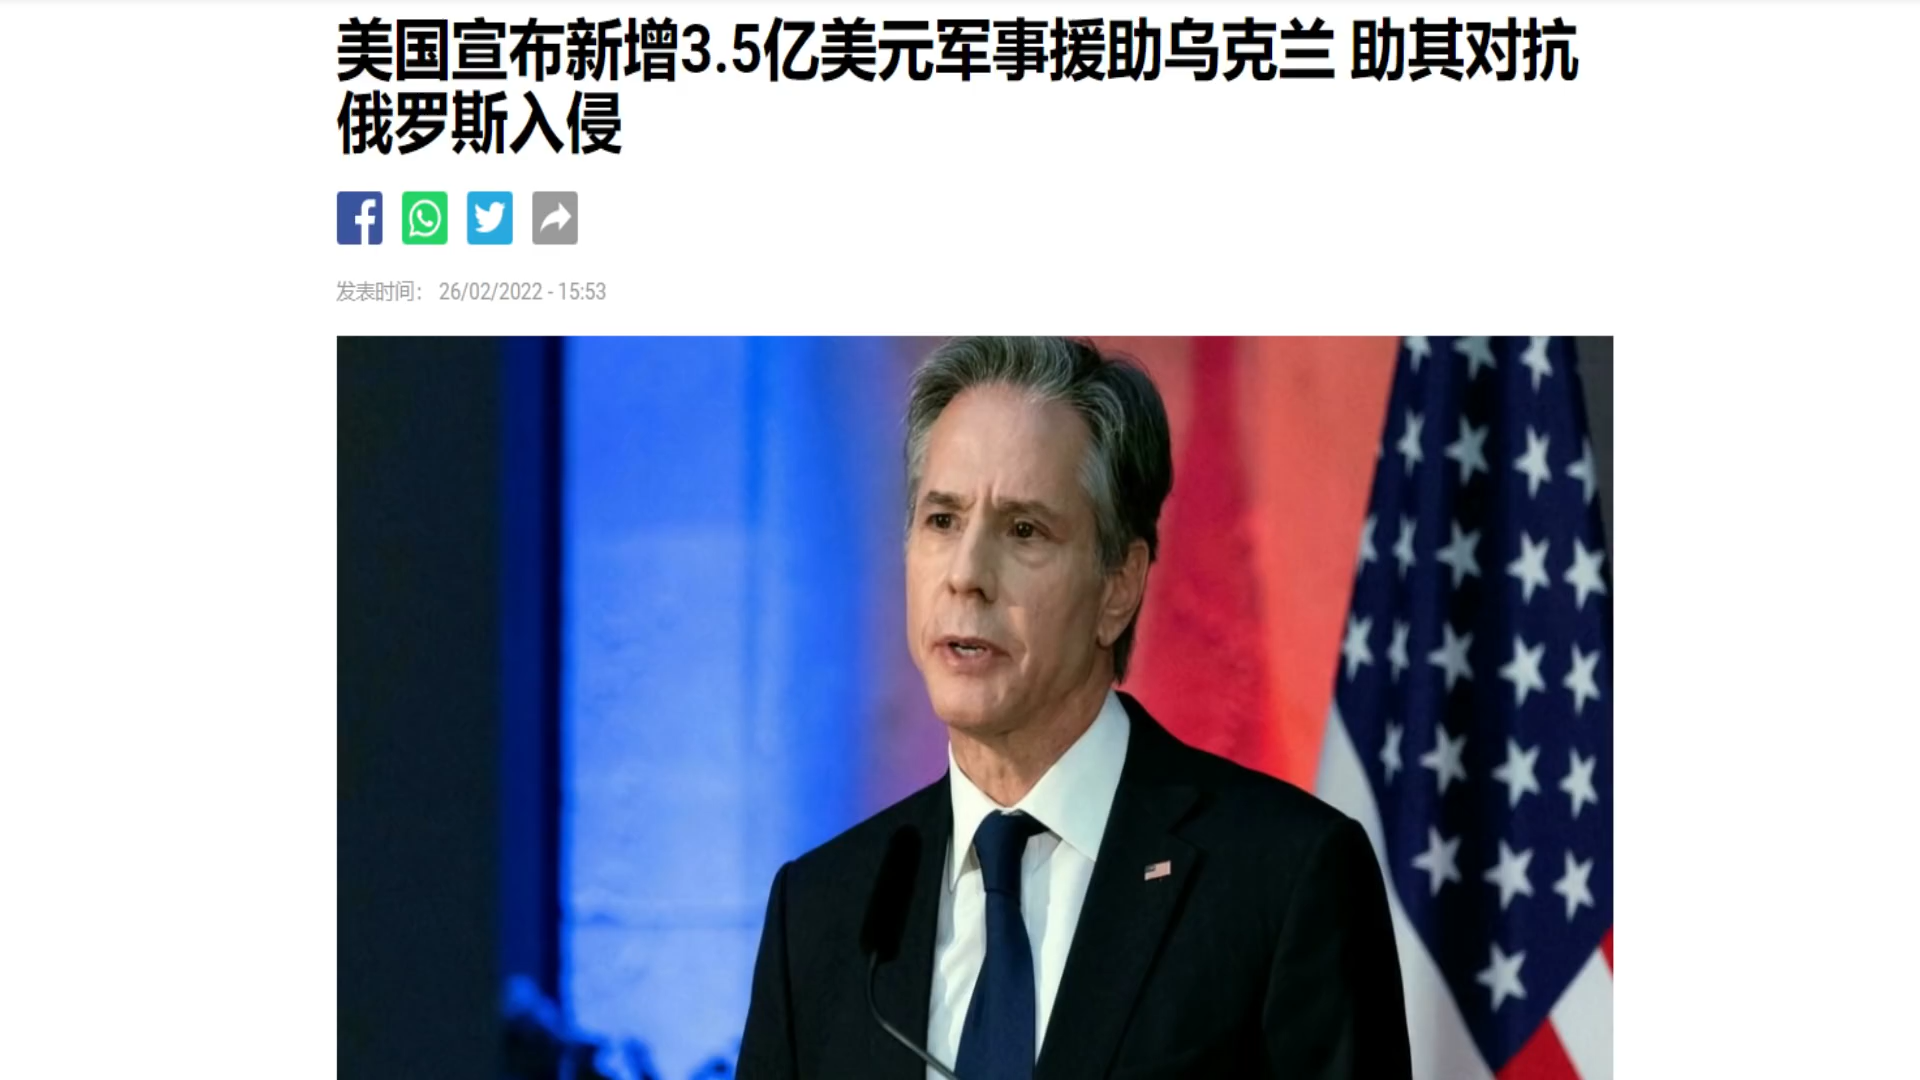 美国宣布新增3.5亿美元军事援助乌克兰 助其对抗
俄罗斯入侵
发表时间： 26/02/2022 - 15:53